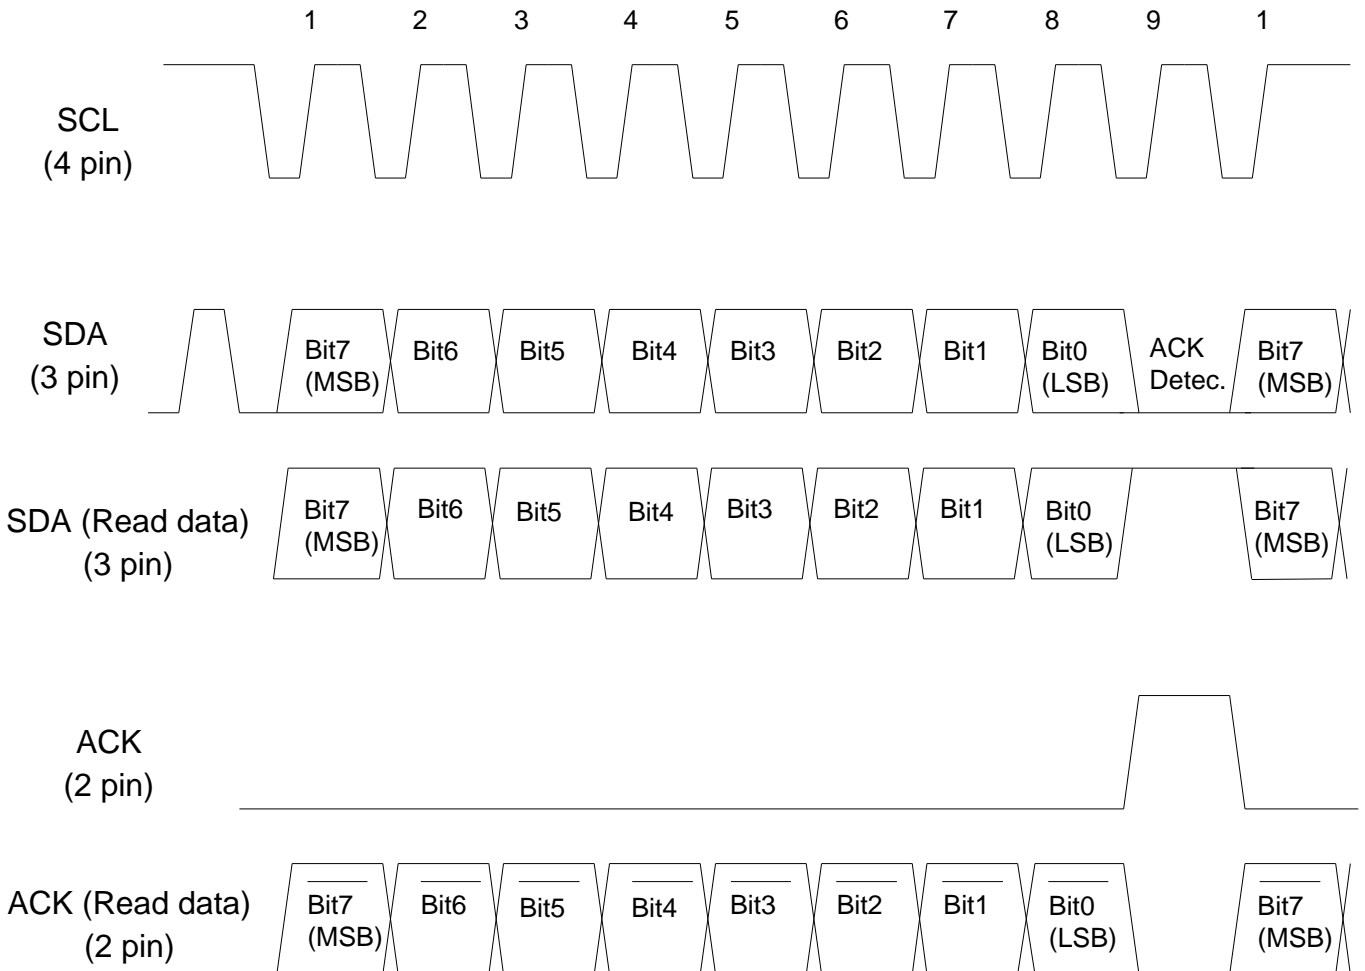 1 2 3 4 5 6 7 8 9 1
SCL
(4 pin)
SDA
(3 pin)
Bit7
(MSB)
Bit6
Bit5
Bit4
Bit3
Bit2
Bit1
Bit0
(LSB)
ACK
Detec.
Bit7
(MSB)
SDA (Read data)
(3 pin)
Bit7
(MSB)
Bit6
Bit5
Bit4
Bit3
Bit2
Bit1
Bit0
(LSB)
Bit7
(MSB)
ACK
(2 pin)
ACK (Read data)
(2 pin)
Bit7
(MSB)
Bit6
Bit5
Bit4
Bit3
Bit2
Bit1
Bit0
(LSB)
Bit7
(MSB)